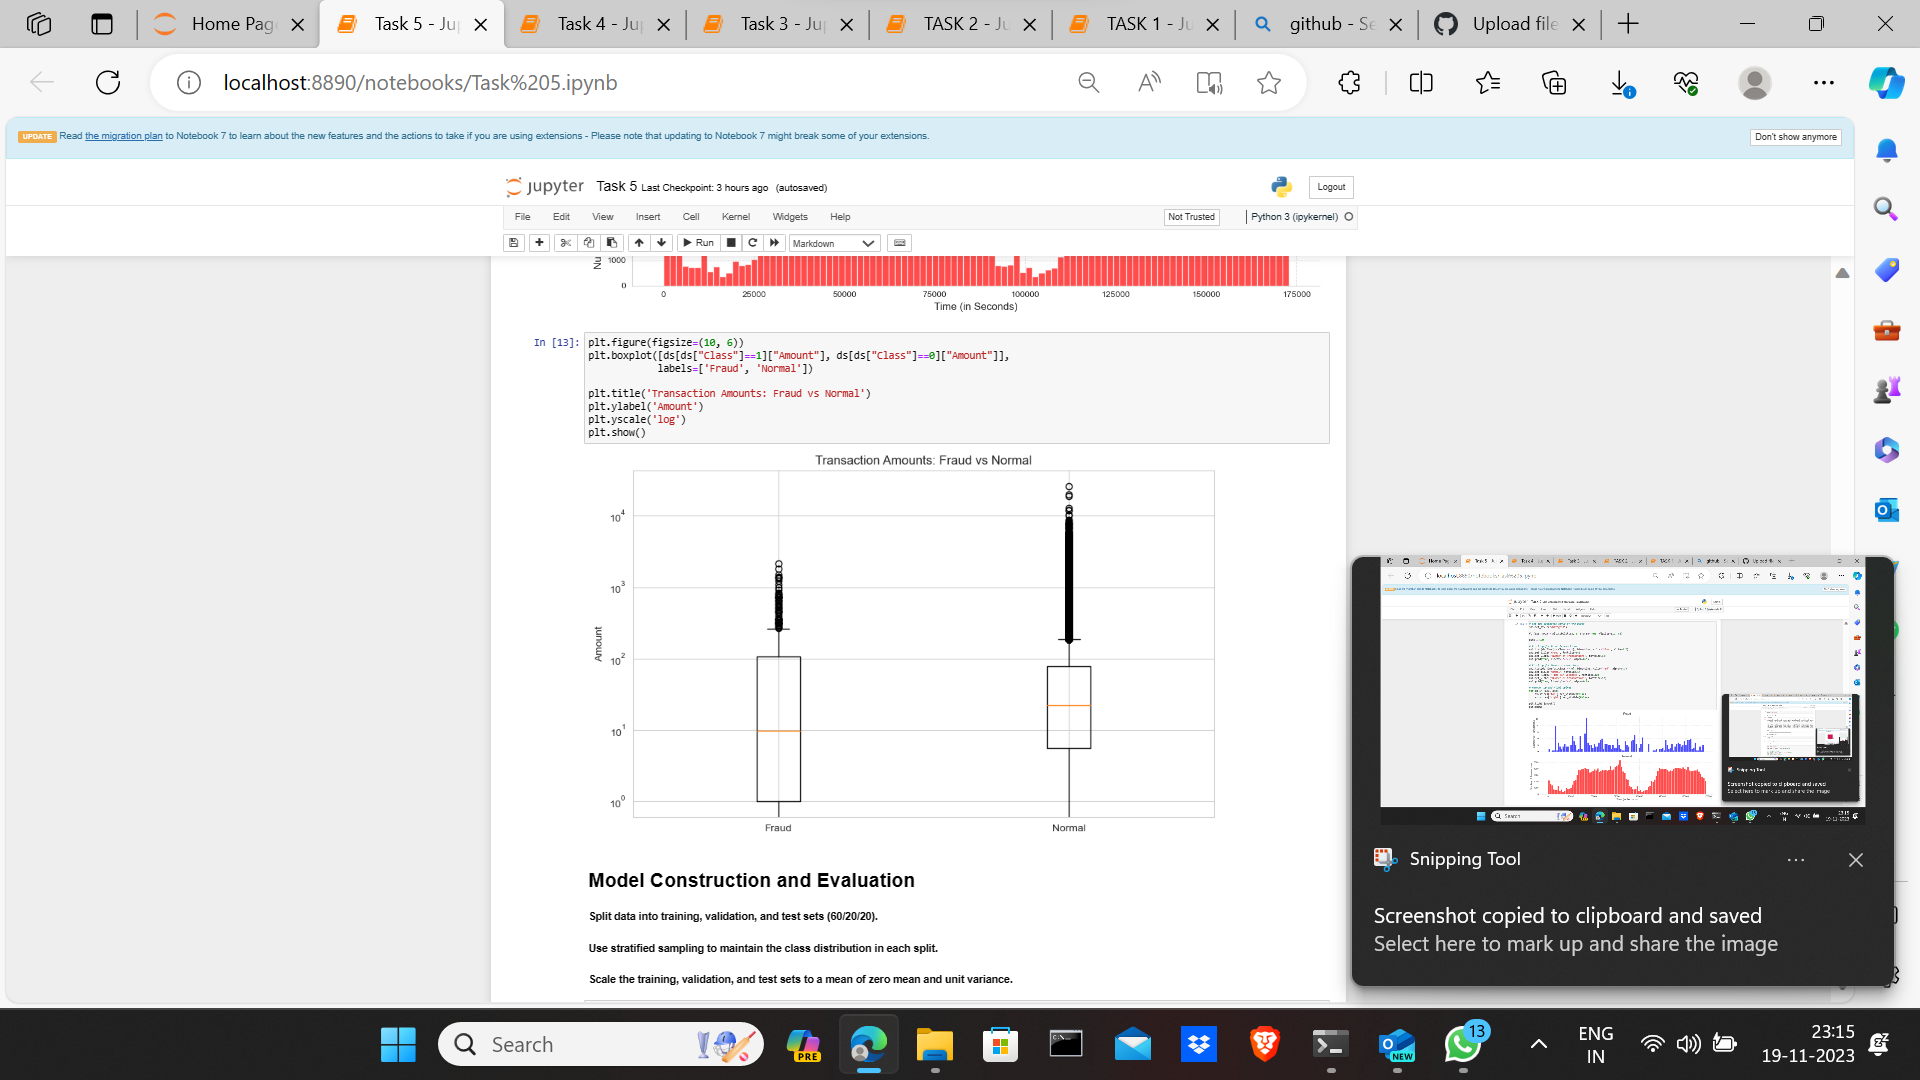 Home Pag
Task 5 - Ju
Task 4 - Ju
Task 3 - Ju
TASK 2 - Ju
TASK 1 - Ju
github - Se
Upload file
localhost:8890/notebooks/Task%205.ipynb
UPDATE Read the migration plan to Notebook 7 to learn about the new features and the actions to take if you are using extensions - Please note that updating to Notebook 7 might break some of your extensions.
Don't show anymore
jupyter Task 5 Last Checkpoint: 3 hours ago (autosaved)
Logout
File Edit View Insert Cell Kernel Widgets Help
Not Trusted
Python 3 (ipykernel)
Run
Markdown
Nu
1000
0
0 25000 50000 75000 100000 125000 150000 175000
Time (in Seconds)
In [13]:
plt.figure(figsize=(10, 6))
plt.boxplot([ds[ds["Class"]==1]["Amount"], ds[ds["Class"]==0]["Amount"]],
labels=['Fraud', 'Normal'])
plt.title('Transaction Amounts: Fraud vs Normal')
plt.ylabel('Amount')
plt.yscale('log')
plt.show()
Transaction Amounts: Fraud vs Normal
10^4
10^3
10^2
10^1
10^0
Amount
Fraud Normal
Model Construction and Evaluation
Split data into training, validation, and test sets (60/20/20).
Use stratified sampling to maintain the class distribution in each split.
Scale the training, validation, and test sets to a mean of zero mean and unit variance.
Snipping Tool
Screenshot copied to clipboard and saved
Select here to mark up and share the image
Search
PRE
NEW
13
ENG
IN
23:15
19-11-2023